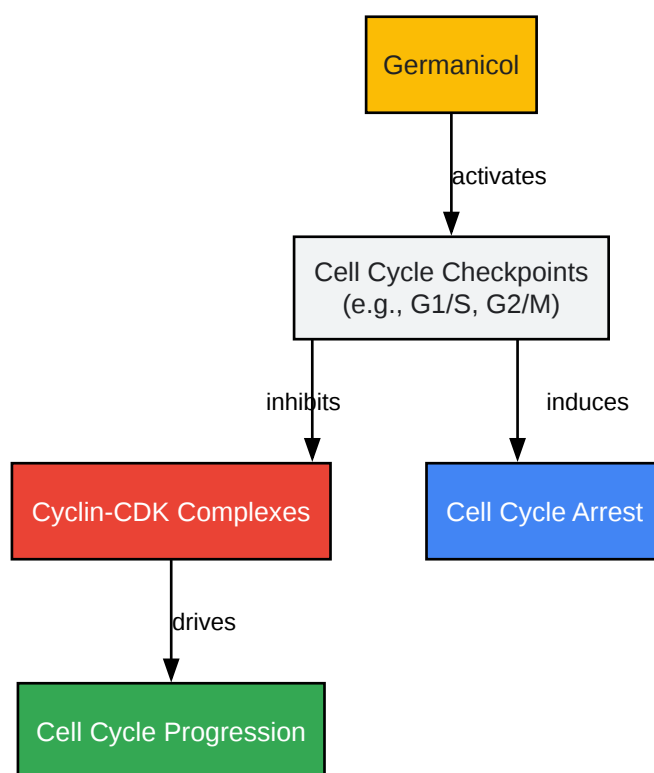 Germanicol
activates
Cell Cycle Checkpoints
(e.g., G1/S, G2/M)
inhibits
induces
Cyclin-CDK Complexes
Cell Cycle Arrest
drives
Cell Cycle Progression